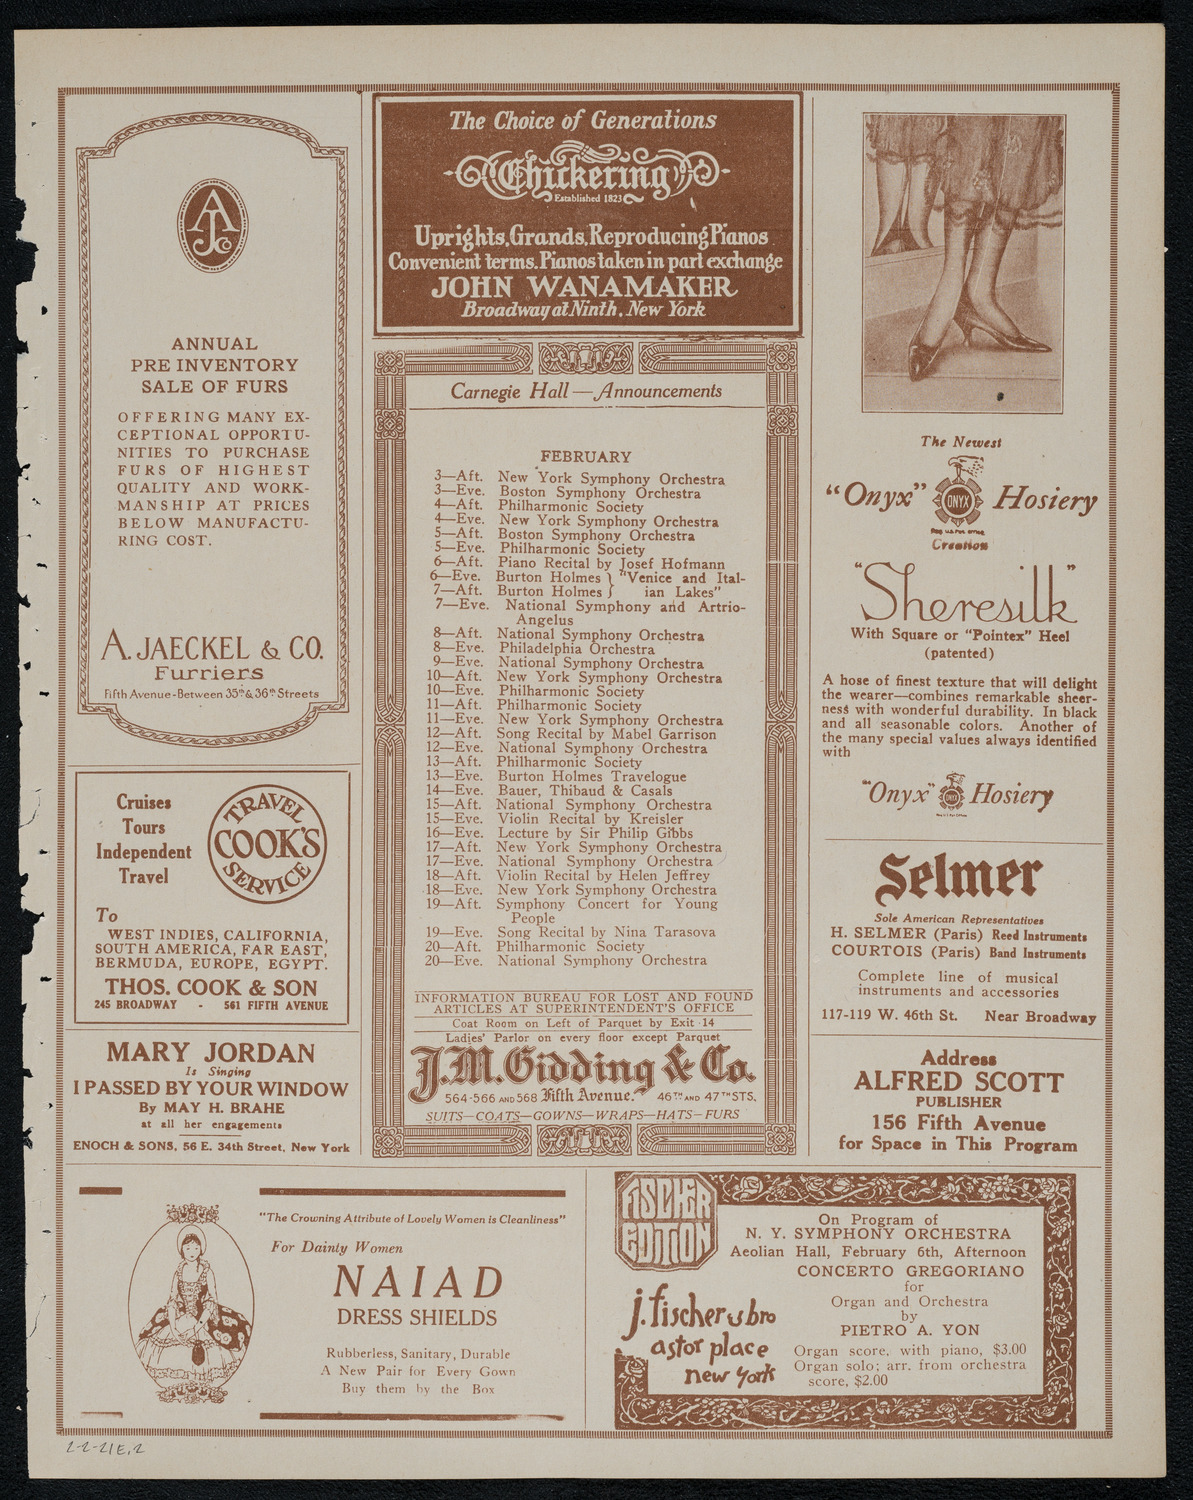 AJCo
ANNUAL
PRE INVENTORY
SALE OF FURS
OFFERING MANY EX-
CEPTIONAL OPPORTU-
NITIES TO PURCHASE
FURS OF HIGHEST
QUALITY AND WORK-
MANSHIP AT PRICES
BELOW MANUFACTU-
RING COST.
A. JAECKEL & CO.
Furriers
Fifth Avenue-Between 35th & 36th Streets
Cruises
Tours
Independent
Travel
TRAVEL
COOK'S
SERVICE
To
WEST INDIES, CALIFORNIA,
SOUTH AMERICA, FAR EAST,
BERMUDA, EUROPE, EGYPT.
THOS. COOK & SON
245 BROADWAY - 561 FIFTH AVENUE
MARY JORDAN
Is Singing
I PASSED BY YOUR WINDOW
By MAY H. BRAHE
at all her engagements
ENOCH & SONS, 56 E. 34th Street, New York
The Choice of Generations
Chickering
Established 1823
Uprights, Grands, Reproducing Pianos
Convenient terms. Pianos taken in part exchange
JOHN WANAMAKER
Broadway at Ninth, New York
Carnegie Hall — Announcements
FEBRUARY
3—Aft. New York Symphony Orchestra
3—Eve. Boston Symphony Orchestra
4—Aft. Philharmonic Society
4—Eve. New York Symphony Orchestra
5—Aft. Boston Symphony Orchestra
5—Eve. Philharmonic Society
6—Aft. Piano Recital by Josef Hofmann
6—Eve. Burton Holmes } "Venice and Ital-
7—Aft. Burton Holmes } ian Lakes"
7—Eve. National Symphony and Artrio-
Angelus
8—Aft. National Symphony Orchestra
8—Eve. Philadelphia Orchestra
9—Eve. National Symphony Orchestra
10—Aft. New York Symphony Orchestra
10—Eve. Philharmonic Society
11—Aft. Philharmonic Society
11—Eve. New York Symphony Orchestra
12—Aft. Song Recital by Mabel Garrison
12—Eve. National Symphony Orchestra
13—Aft. Philharmonic Society
13—Eve. Burton Holmes Travelogue
14—Eve. Bauer, Thibaud & Casals
15—Aft. National Symphony Orchestra
15—Eve. Violin Recital by Kreisler
16—Eve. Lecture by Sir Philip Gibbs
17—Aft. New York Symphony Orchestra
17—Eve. National Symphony Orchestra
18—Aft. Violin Recital by Helen Jeffrey
18—Eve. New York Symphony Orchestra
19—Aft. Symphony Concert for Young
People
19—Eve. Song Recital by Nina Tarasova
20—Aft. Philharmonic Society
20—Eve. National Symphony Orchestra
INFORMATION BUREAU FOR LOST AND FOUND
ARTICLES AT SUPERINTENDENT'S OFFICE
Coat Room on Left of Parquet by Exit 14
Ladies' Parlor on every floor except Parquet
J.M. Gidding & Co.
564-566 AND 568 Fifth Avenue. 46TH AND 47TH STS.
SUITS—COATS—GOWNS—WRAPS—HATS—FURS
The Newest
"Onyx" ONYX Hosiery
REG. U.S. PAT. OFFICE
Creation
"Sheresilk"
With Square or "Pointex" Heel
(patented)
A hose of finest texture that will delight
the wearer—combines remarkable sheer-
ness with wonderful durability. In black
and all seasonable colors. Another of
the many special values always identified
with
"Onyx" ONYX Hosiery
Selmer
Sole American Representatives
H. SELMER (Paris) Reed Instruments
COURTOIS (Paris) Band Instruments
Complete line of musical
instruments and accessories
117-119 W. 46th St. Near Broadway
Address
ALFRED SCOTT
PUBLISHER
156 Fifth Avenue
for Space in This Program
"The Crowning Attribute of Lovely Women is Cleanliness"
For Dainty Women
NAIAD
DRESS SHIELDS
Rubberless, Sanitary, Durable
A New Pair for Every Gown
Buy them by the Box
FISCHER
EDITION
j. fischer & bro
astor place
new york
On Program of
N. Y. SYMPHONY ORCHESTRA
Aeolian Hall, February 6th, Afternoon
CONCERTO GREGORIANO
for
Organ and Orchestra
by
PIETRO A. YON
Organ score, with piano, $3.00
Organ solo; arr. from orchestra
score, $2.00
2-2-21E,2